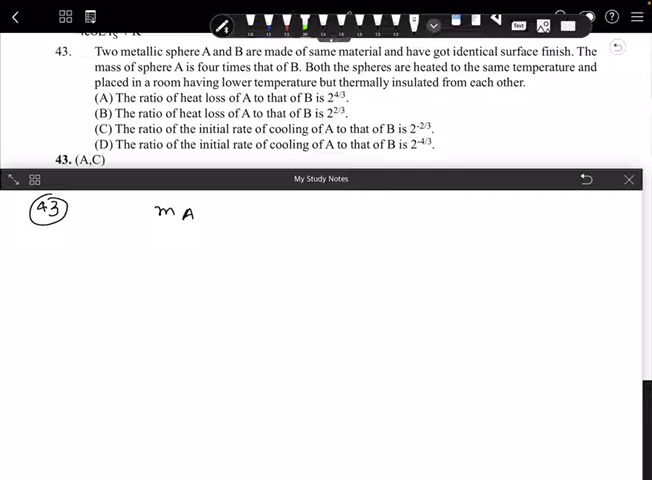 Text
43. Two metallic sphere A and B are made of same material and have got identical surface finish. The
mass of sphere A is four times that of B. Both the spheres are heated to the same temperature and
placed in a room having lower temperature but thermally insulated from each other.
(A) The ratio of heat loss of A to that of B is 2^{4/3}.
(B) The ratio of heat loss of A to that of B is 2^{2/3}.
(C) The ratio of the initial rate of cooling of A to that of B is 2^{-2/3}.
(D) The ratio of the initial rate of cooling of A to that of B is 2^{-4/3}.
43. (A,C)
My Study Notes
43 m A